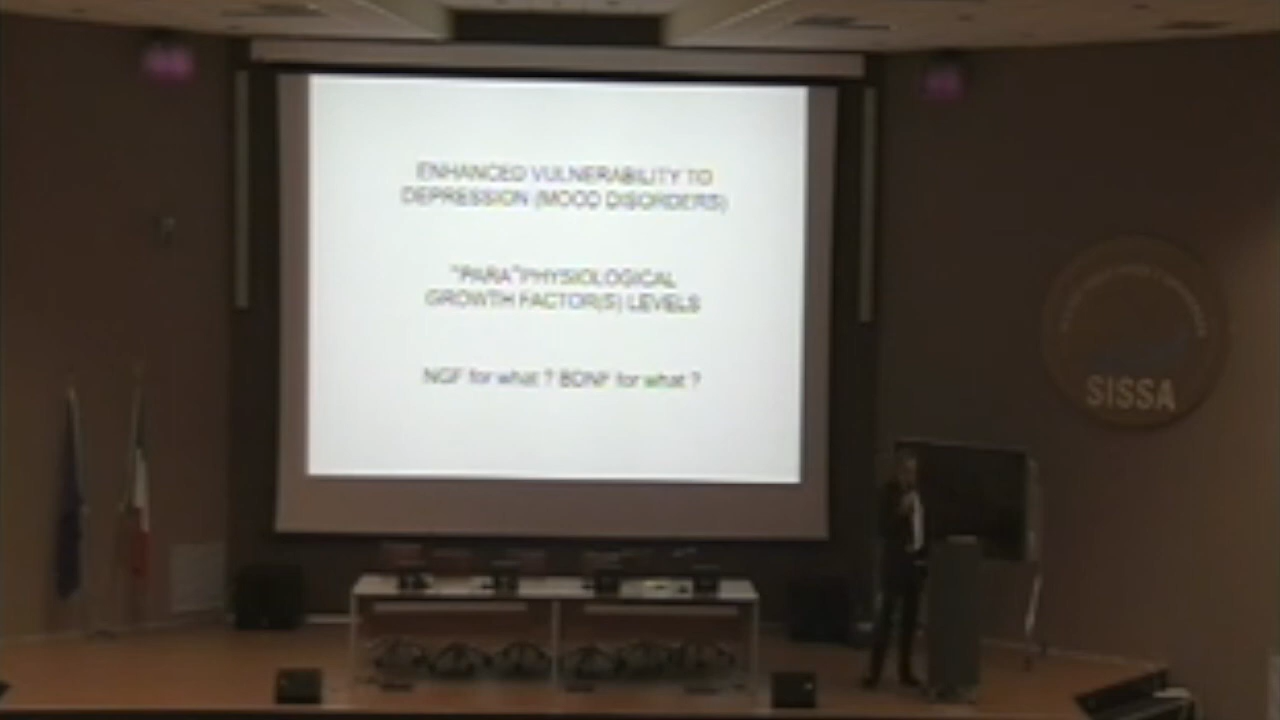 ENHANCED VULNERABILITY TO
DEPRESSION (MOOD DISORDERS)
"PARA"PHYSIOLOGICAL
GROWTH FACTOR(S) LEVELS
NGF for what ? BDNF for what ?
SISSA